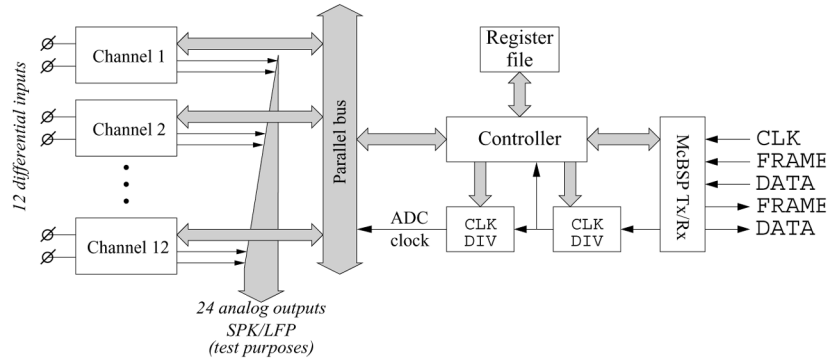 12 differential inputs
Channel 1
Channel 2
Channel 12
24 analog outputs
SPK/LFP
(test purposes)
Parallel bus
Register
file
Controller
ADC
clock
CLK
DIV
CLK
DIV
McBSP Tx/Rx
CLK
FRAME
DATA
FRAME
DATA